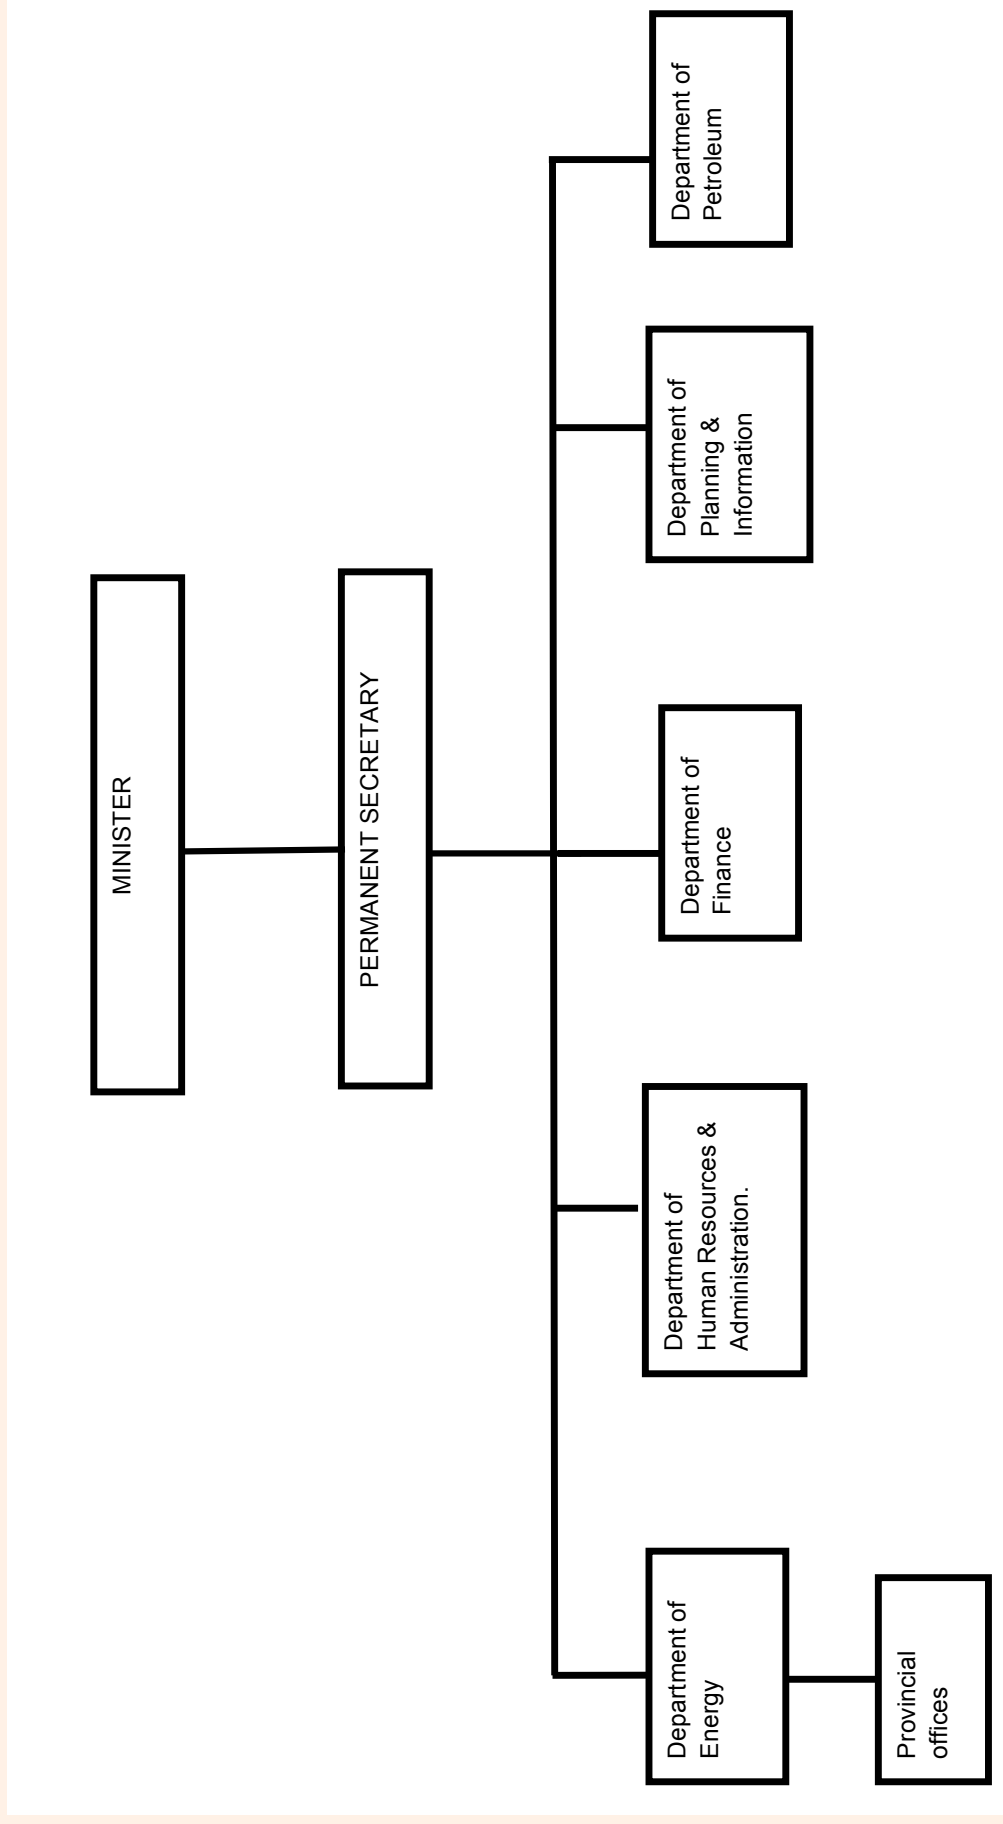 MINISTER
PERMANENT SECRETARY
Department of
Energy
Department of
Human Resources &
Administration.
Department of
Finance
Department of
Planning &
Information
Department of
Petroleum
Provincial
offices